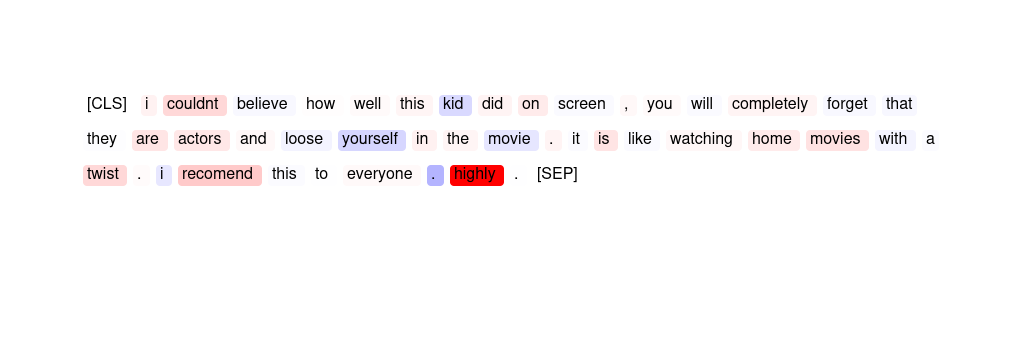 [CLS] i couldnt believe how well this kid did on screen , you will completely forget that
they are actors and loose yourself in the movie . it is like watching home movies with a
twist . i recomend this to everyone . highly . [SEP]